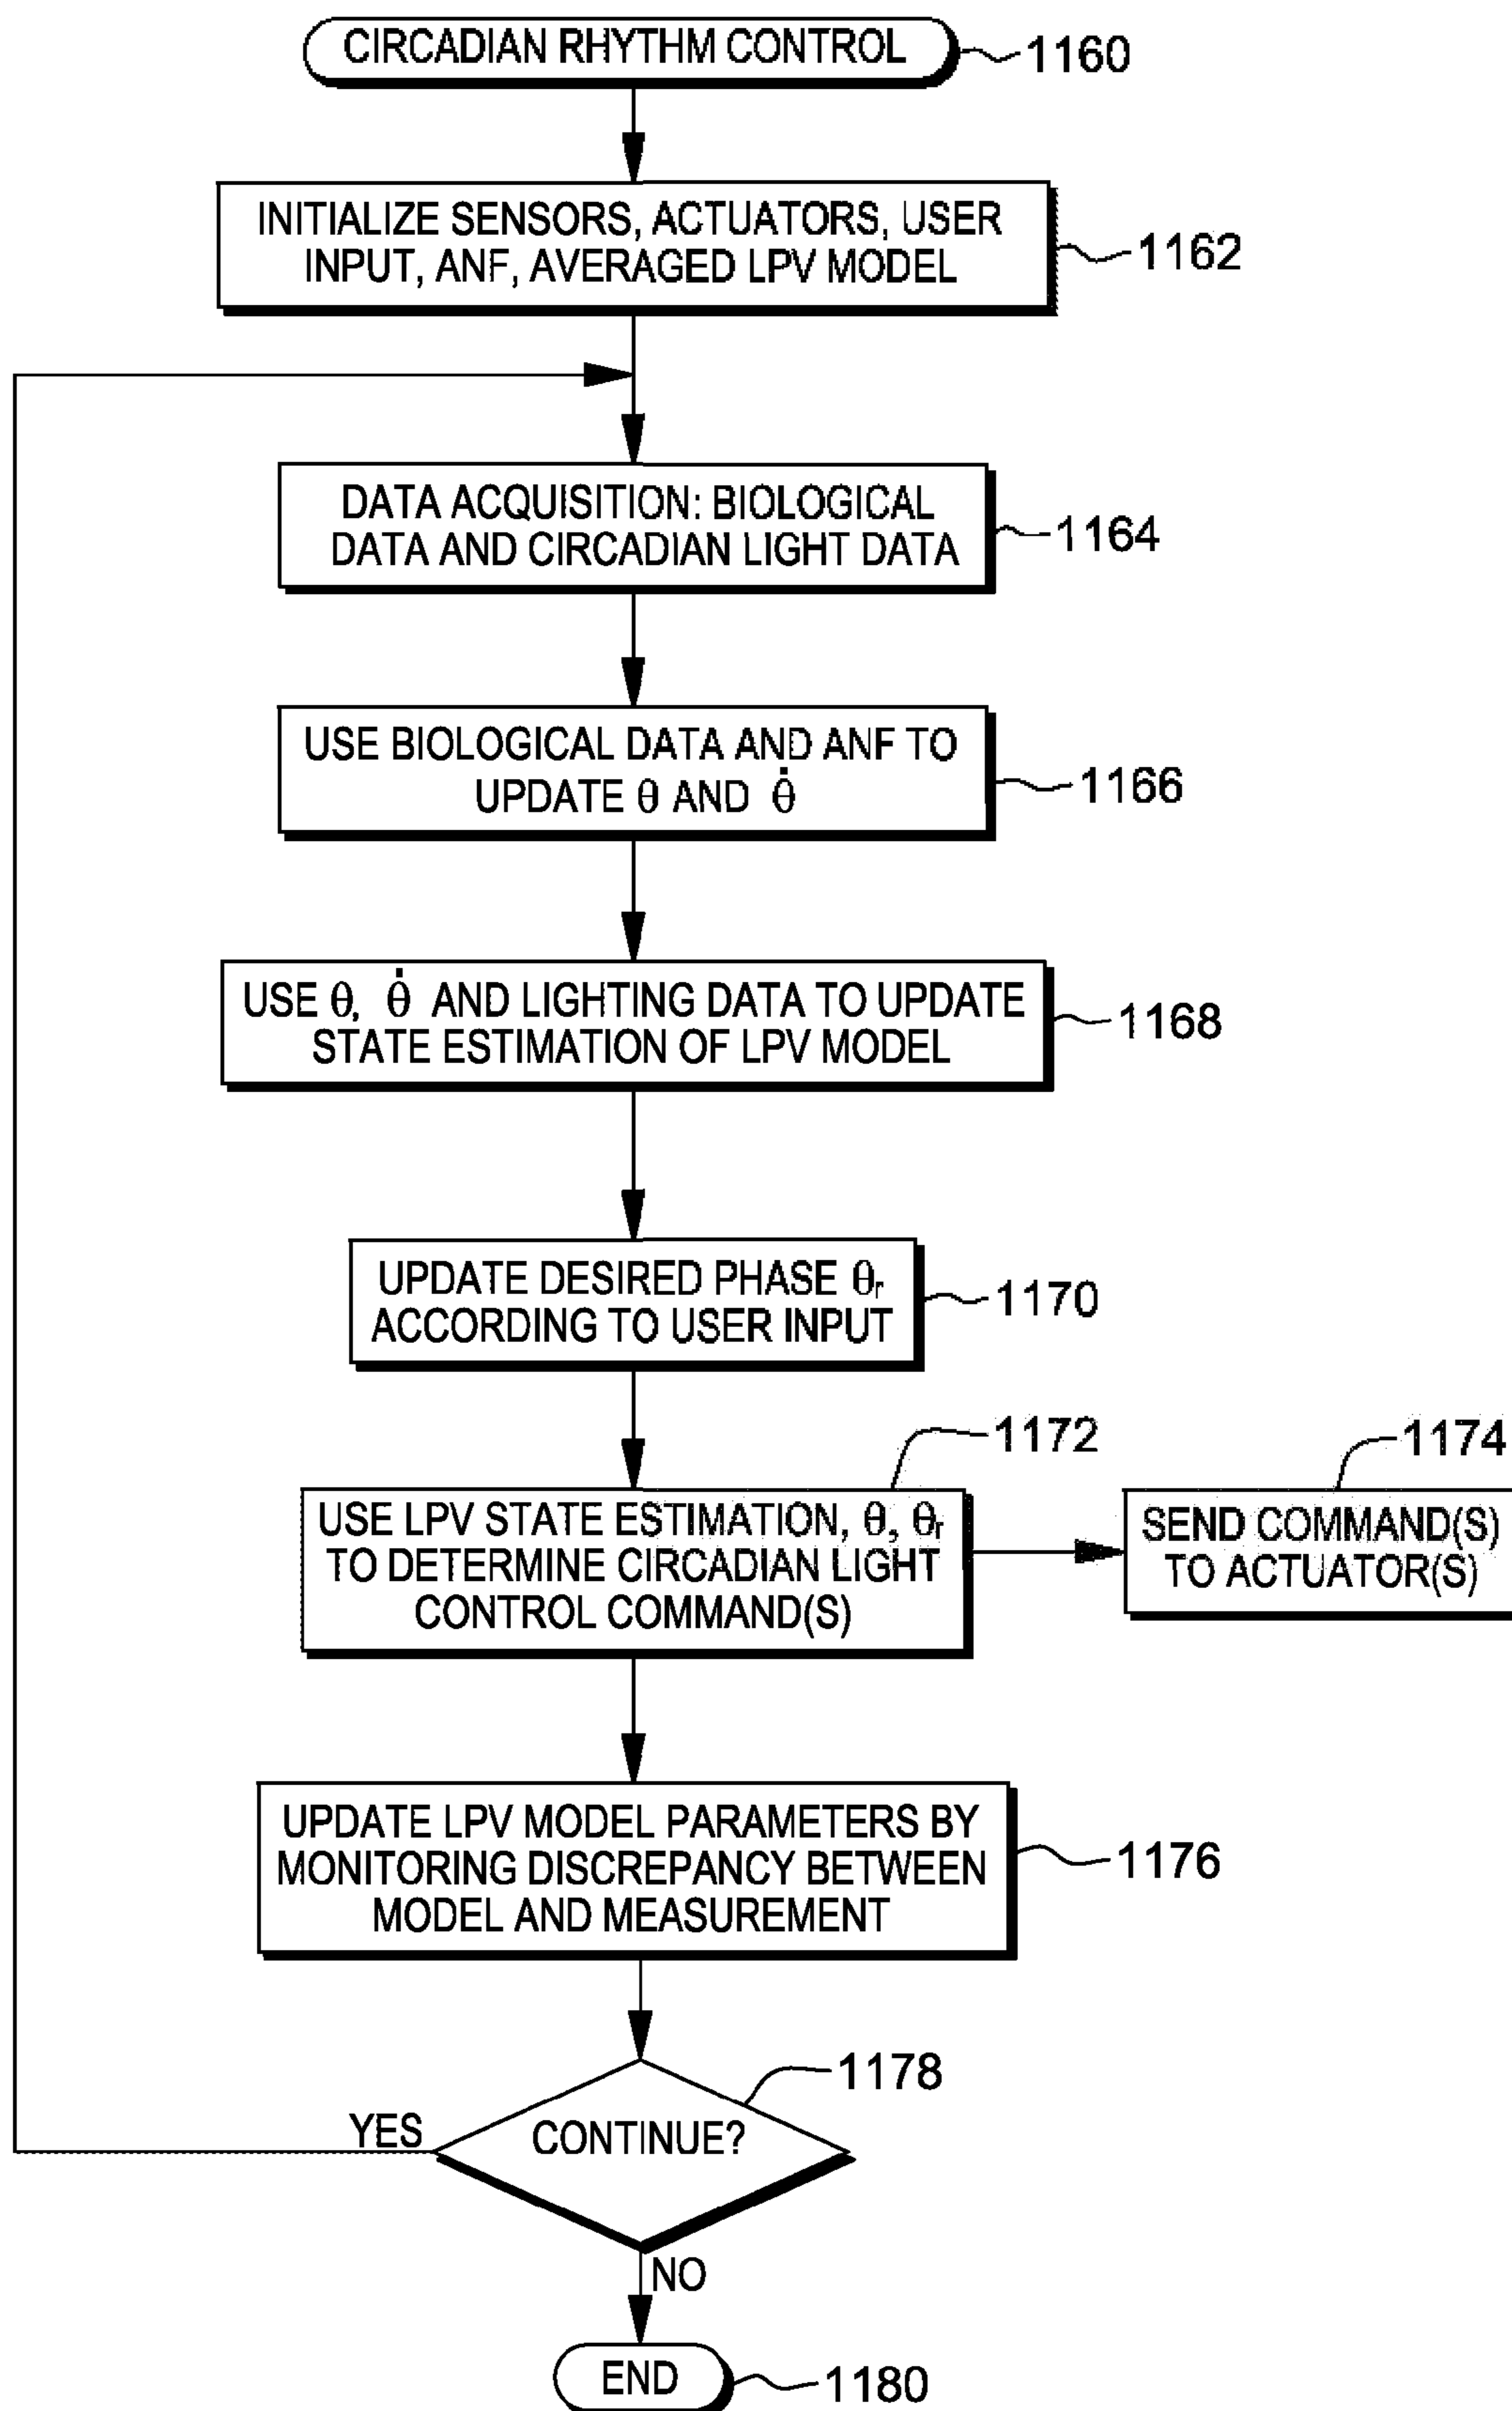 CIRCADIAN RHYTHM CONTROL
1160
INITIALIZE SENSORS, ACTUATORS, USER
INPUT, ANF, AVERAGED LPV MODEL
1162
DATA ACQUISITION: BIOLOGICAL
DATA AND CIRCADIAN LIGHT DATA
1164
USE BIOLOGICAL DATA AND ANF TO
UPDATE θ AND θ̇
1166
USE θ, θ̇ AND LIGHTING DATA TO UPDATE
STATE ESTIMATION OF LPV MODEL
1168
UPDATE DESIRED PHASE θr
ACCORDING TO USER INPUT
1170
1172
USE LPV STATE ESTIMATION, θ, θr
TO DETERMINE CIRCADIAN LIGHT
CONTROL COMMAND(S)
1174
SEND COMMAND(S)
TO ACTUATOR(S)
UPDATE LPV MODEL PARAMETERS BY
MONITORING DISCREPANCY BETWEEN
MODEL AND MEASUREMENT
1176
1178
CONTINUE?
YES
NO
END
1180